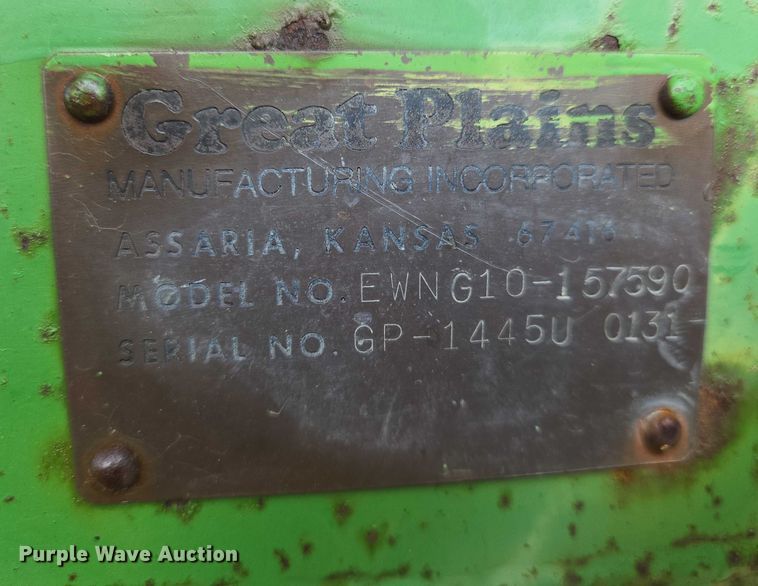 Great Plains
MANUFACTURING INCORPORATED
ASSARIA, KANSAS 67416
MODEL NO. EWNG10-157590
SERIAL NO. GP-1445U 0131
Purple Wave Auction